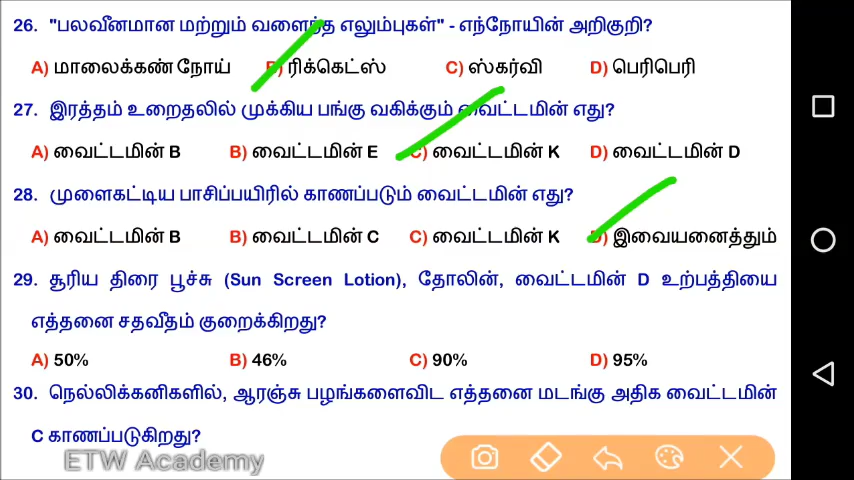 26. "பலவீனமான மற்றும் வளைந்த எலும்புகள்" - எந்நோயின் அறிகுறி?
A) மாலைக்கண் நோய் B) ரிக்கெட்ஸ் C) ஸ்கர்வி D) பெரிபெரி
27. இரத்தம் உறைதலில் முக்கிய பங்கு வகிக்கும் வைட்டமின் எது?
A) வைட்டமின் B B) வைட்டமின் E C) வைட்டமின் K D) வைட்டமின் D
28. முளைகட்டிய பாசிப்பயிரில் காணப்படும் வைட்டமின் எது?
A) வைட்டமின் B B) வைட்டமின் C C) வைட்டமின் K D) இவையனைத்தும்
29. சூரிய திரை பூச்சு (Sun Screen Lotion), தோலின், வைட்டமின் D உற்பத்தியை
எத்தனை சதவீதம் குறைக்கிறது?
A) 50% B) 46% C) 90% D) 95%
30. நெல்லிக்கனிகளில், ஆரஞ்சு பழங்களைவிட எத்தனை மடங்கு அதிக வைட்டமின்
C காணப்படுகிறது?
ETW Academy